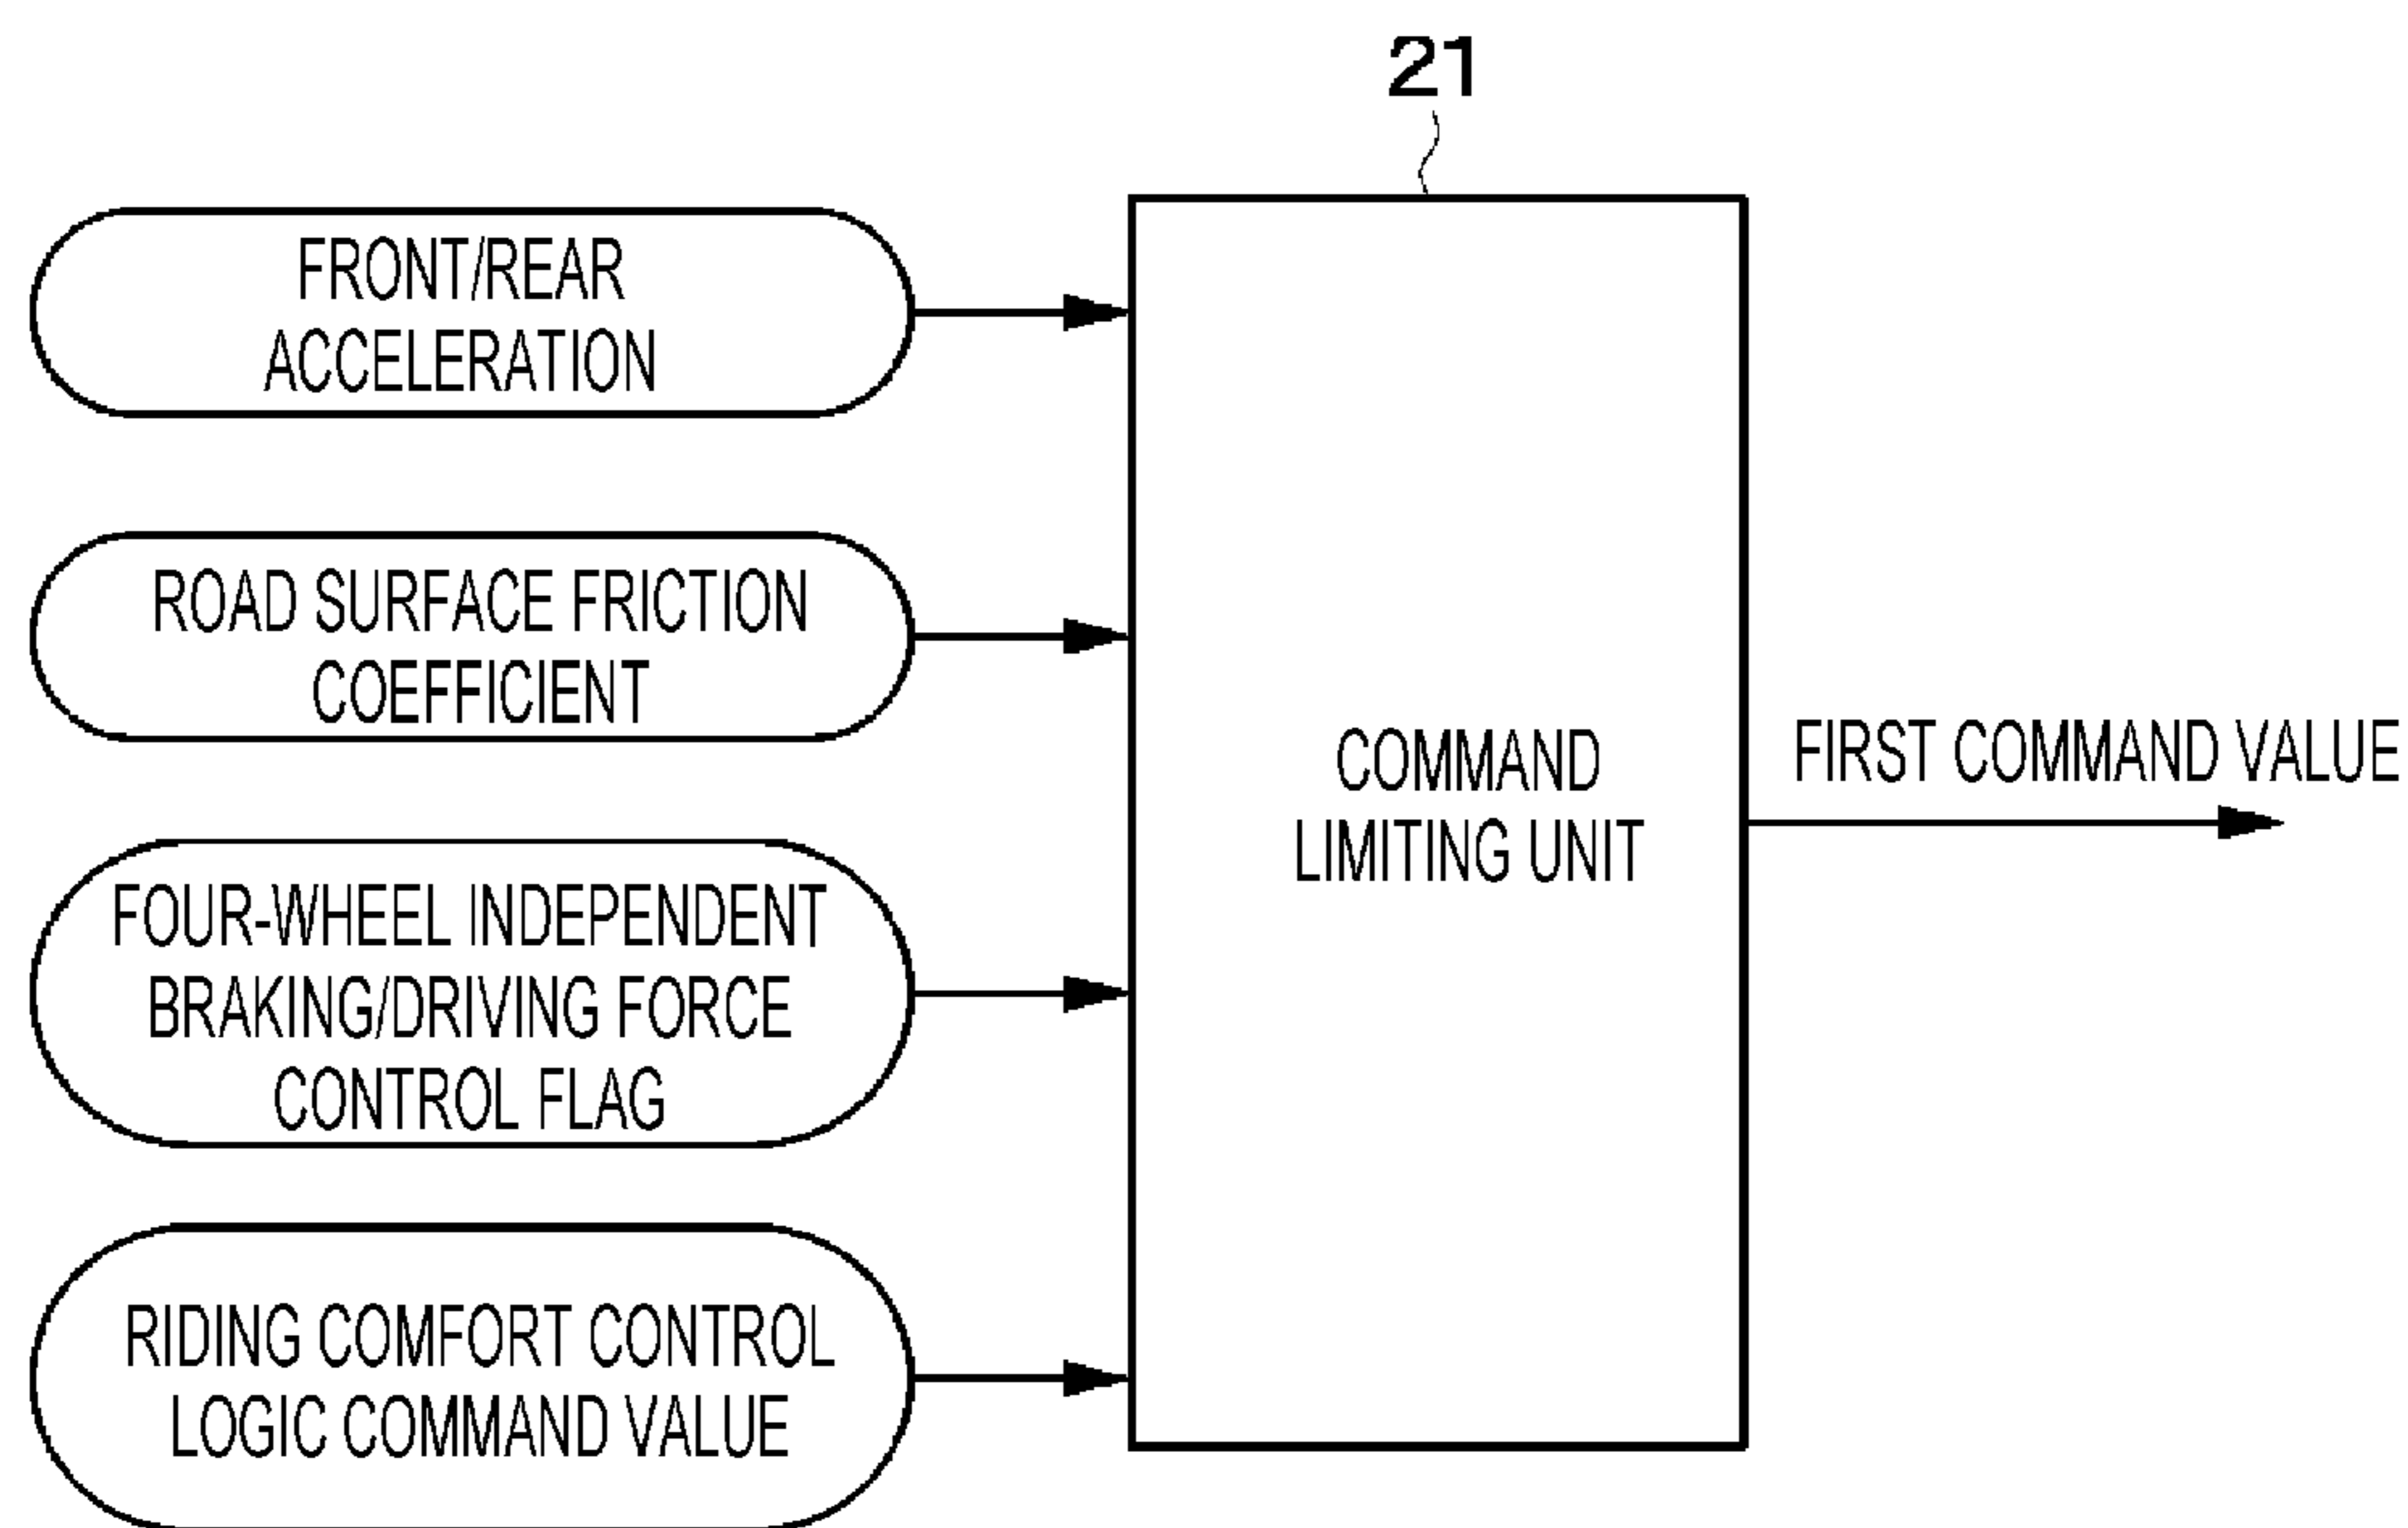 21
FRONT/REAR
ACCELERATION
ROAD SURFACE FRICTION
COEFFICIENT
FOUR-WHEEL INDEPENDENT
BRAKING/DRIVING FORCE
CONTROL FLAG
RIDING COMFORT CONTROL
LOGIC COMMAND VALUE
COMMAND
LIMITING UNIT
FIRST COMMAND VALUE